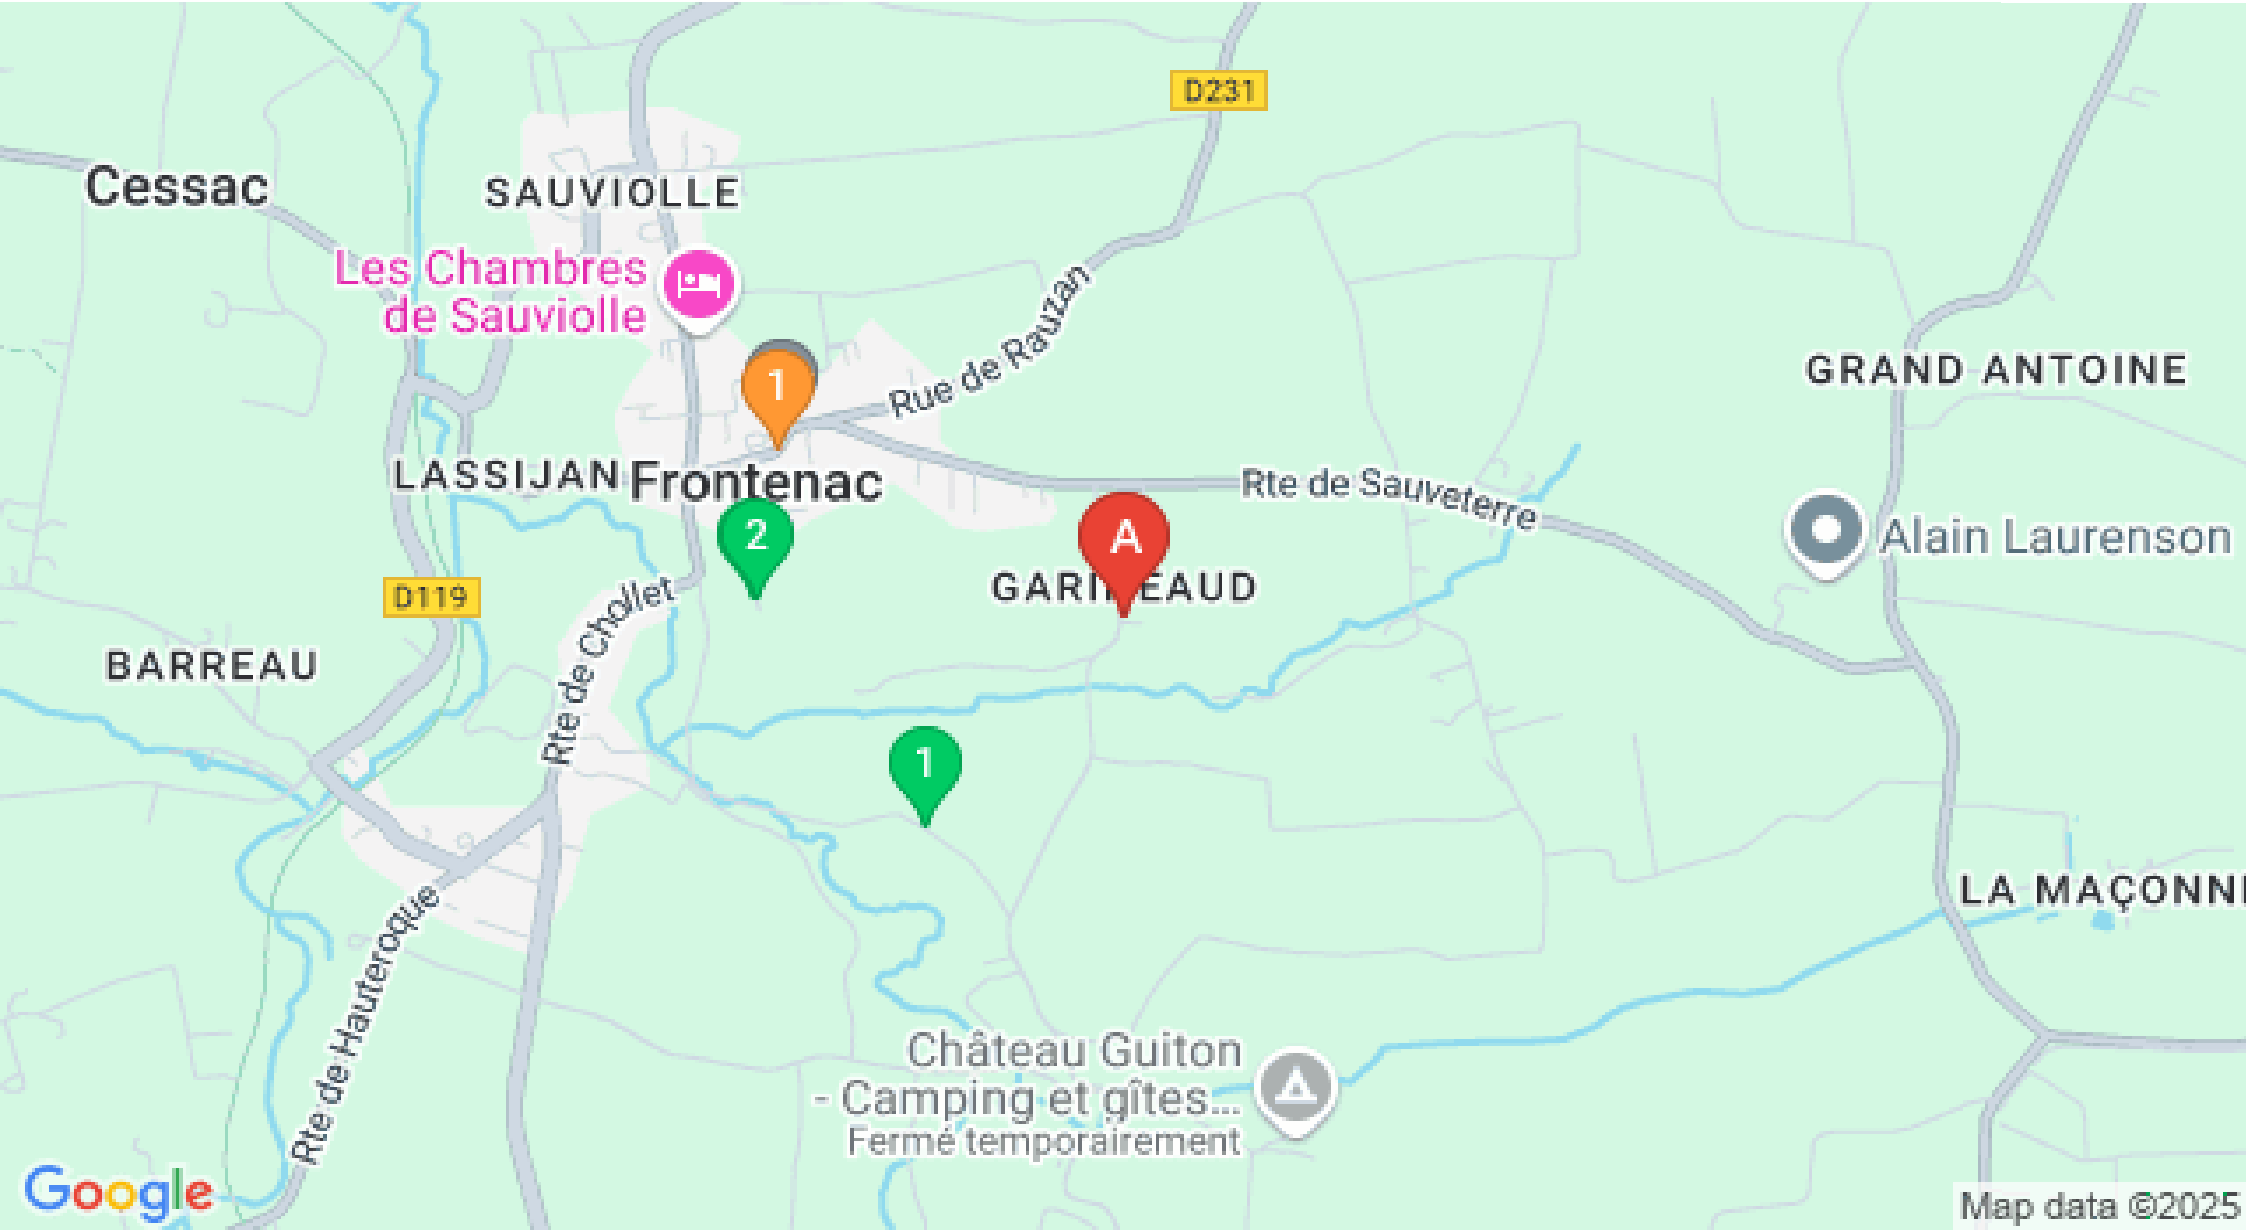 D231
Cessac
SAUVIOLLE
Les Chambres
de Sauviolle
Rue de Rauzan
GRAND ANTOINE
1
LASSIJAN
Frontenac
Rte de Sauveterre
2
A
Alain Laurenson
D119
Rte de Chollet
BARREAU
1
LA MAÇONN
Rte de Hauteroque
Château Guiton
- Camping et gîtes...
Fermé temporairement
Google
Map data ©2025